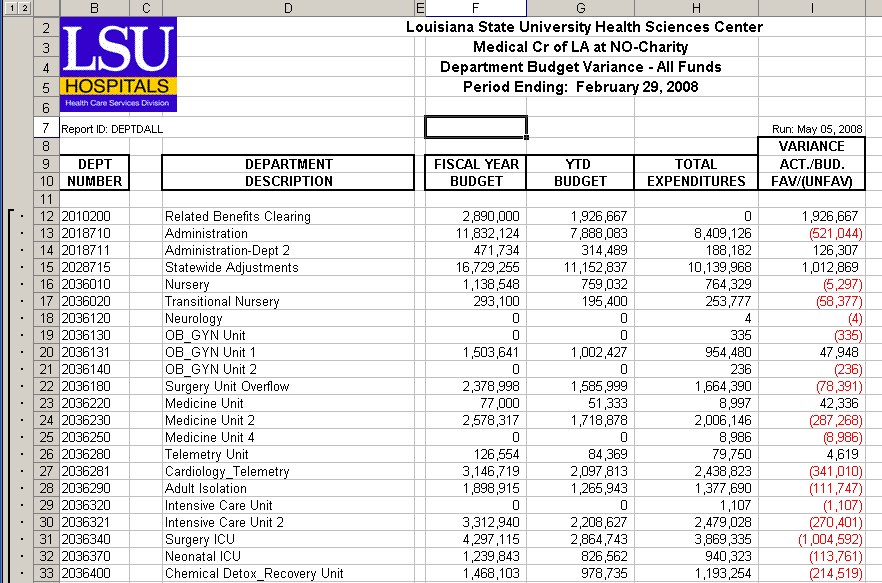 1 2 B C D E F G H I
2 Louisiana State University Health Sciences Center
3 Medical Cr of LA at NO-Charity
4 Department Budget Variance - All Funds
5 Period Ending: February 29, 2008
6
LSU
HOSPITALS
Health Care Services Division
7 Report ID: DEPTDALL Run: May 05, 2008
8 VARIANCE
9 DEPT DEPARTMENT FISCAL YEAR YTD TOTAL ACT./BUD.
10 NUMBER DESCRIPTION BUDGET BUDGET EXPENDITURES FAV/(UNFAV)
11
12 2010200 Related Benefits Clearing 2,890,000 1,926,667 0 1,926,667
13 2018710 Administration 11,832,124 7,888,083 8,409,126 (521,044)
14 2018711 Administration-Dept 2 471,734 314,489 188,182 126,307
15 2028715 Statewide Adjustments 16,729,255 11,152,837 10,139,968 1,012,869
16 2036010 Nursery 1,138,548 759,032 764,329 (5,297)
17 2036020 Transitional Nursery 293,100 195,400 253,777 (58,377)
18 2036120 Neurology 0 0 4 (4)
19 2036130 OB_GYN Unit 0 0 335 (335)
20 2036131 OB_GYN Unit 1 1,503,641 1,002,427 954,480 47,948
21 2036140 OB_GYN Unit 2 0 0 236 (236)
22 2036180 Surgery Unit Overflow 2,378,998 1,585,999 1,664,390 (78,391)
23 2036220 Medicine Unit 77,000 51,333 8,997 42,336
24 2036230 Medicine Unit 2 2,578,317 1,718,878 2,006,146 (287,268)
25 2036250 Medicine Unit 4 0 0 8,986 (8,986)
26 2036280 Telemetry Unit 126,554 84,369 79,750 4,619
27 2036281 Cardiology_Telemetry 3,146,719 2,097,813 2,438,823 (341,010)
28 2036290 Adult Isolation 1,898,915 1,265,943 1,377,690 (111,747)
29 2036320 Intensive Care Unit 0 0 1,107 (1,107)
30 2036321 Intensive Care Unit 2 3,312,940 2,208,627 2,479,028 (270,401)
31 2036340 Surgery ICU 4,297,115 2,864,743 3,869,335 (1,004,592)
32 2036370 Neonatal ICU 1,239,843 826,562 940,323 (113,761)
33 2036400 Chemical Detox_Recovery Unit 1,468,103 978,735 1,193,254 (214,519)